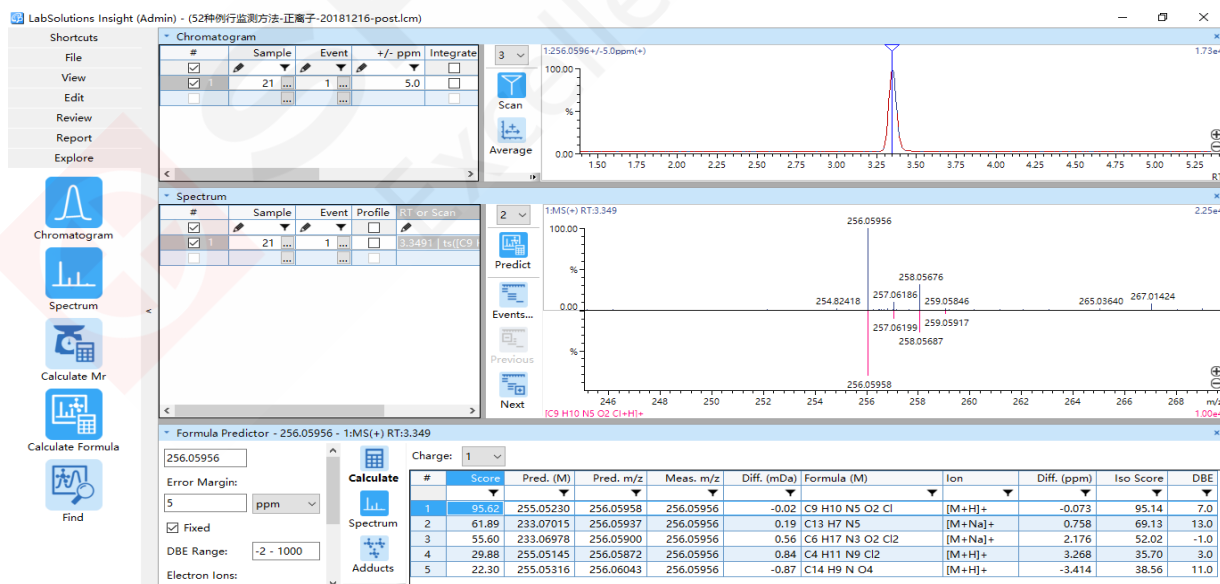 LabSolutions Insight (Admin) - (52种例行监测方法-正离子-20181216-post.lcm)
Shortcuts
File
View
Edit
Review
Report
Explore
Chromatogram
Spectrum
Calculate Mr
Calculate Formula
Find
<
Chromatogram
# Sample Event +/- ppm Integrate
1 21 ... 1 ... 5.0
... ...
3
Scan
Average
1:256.0596+/-5.0ppm(+) 1.73e
100.00
%
0.00
1.50 1.75 2.00 2.25 2.50 2.75 3.00 3.25 3.50 3.75 4.00 4.25 4.50 4.75 5.00 5.25
RT
Spectrum
# Sample Event Profile RT or Scan
1 21 ... 1 ... 3.3491 | ts([C9 H
... ...
2
Predict
Events...
Previous
Next
1:MS(+) RT:3.349 2.25e
100.00
%
0.00
%
256.05956
258.05676
254.82418 257.06186 259.05846 265.03640 267.01424
257.06199 259.05917
258.05687
256.05958
246 248 250 252 254 256 258 260 262 264 266 268 m/z
[C9 H10 N5 O2 Cl+H]+ 1.00e
Formula Predictor - 256.05956 - 1:MS(+) RT:3.349
256.05956
Error Margin:
5 ppm
Fixed
DBE Range: -2 - 1000
Electron Ions:
Calculate
Spectrum
Adducts
Charge: 1
# Score Pred. (M) Pred. m/z Meas. m/z Diff. (mDa) Formula (M) Ion Diff. (ppm) Iso Score DBE
1 95.62 255.05230 256.05958 256.05956 -0.02 C9 H10 N5 O2 Cl [M+H]+ -0.073 95.14 7.0
2 61.89 233.07015 256.05937 256.05956 0.19 C13 H7 N5 [M+Na]+ 0.758 69.13 13.0
3 55.60 233.06978 256.05900 256.05956 0.56 C6 H17 N3 O2 Cl2 [M+Na]+ 2.176 52.02 -1.0
4 29.88 255.05145 256.05872 256.05956 0.84 C4 H11 N9 Cl2 [M+H]+ 3.268 35.70 3.0
5 22.30 255.05316 256.06043 256.05956 -0.87 C14 H9 N O4 [M+H]+ -3.414 38.56 11.0